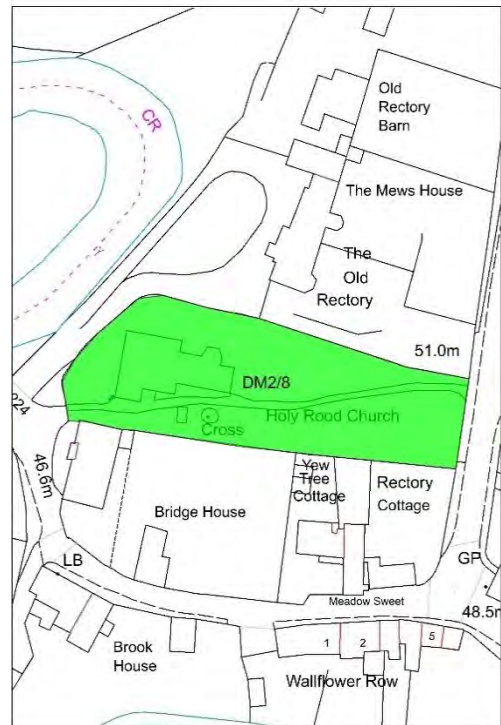 Old
Rectory
Barn
CR
The Mews House
The
Old
Rectory
51.0m
DM2/8
Holy Rood Church
Cross
46.6m
Yew
Tree
Cottage
Rectory
Cottage
Bridge House
LB
GP
Meadow Sweet
48.5m
Brook
House
1
2
5
Wallflower Row